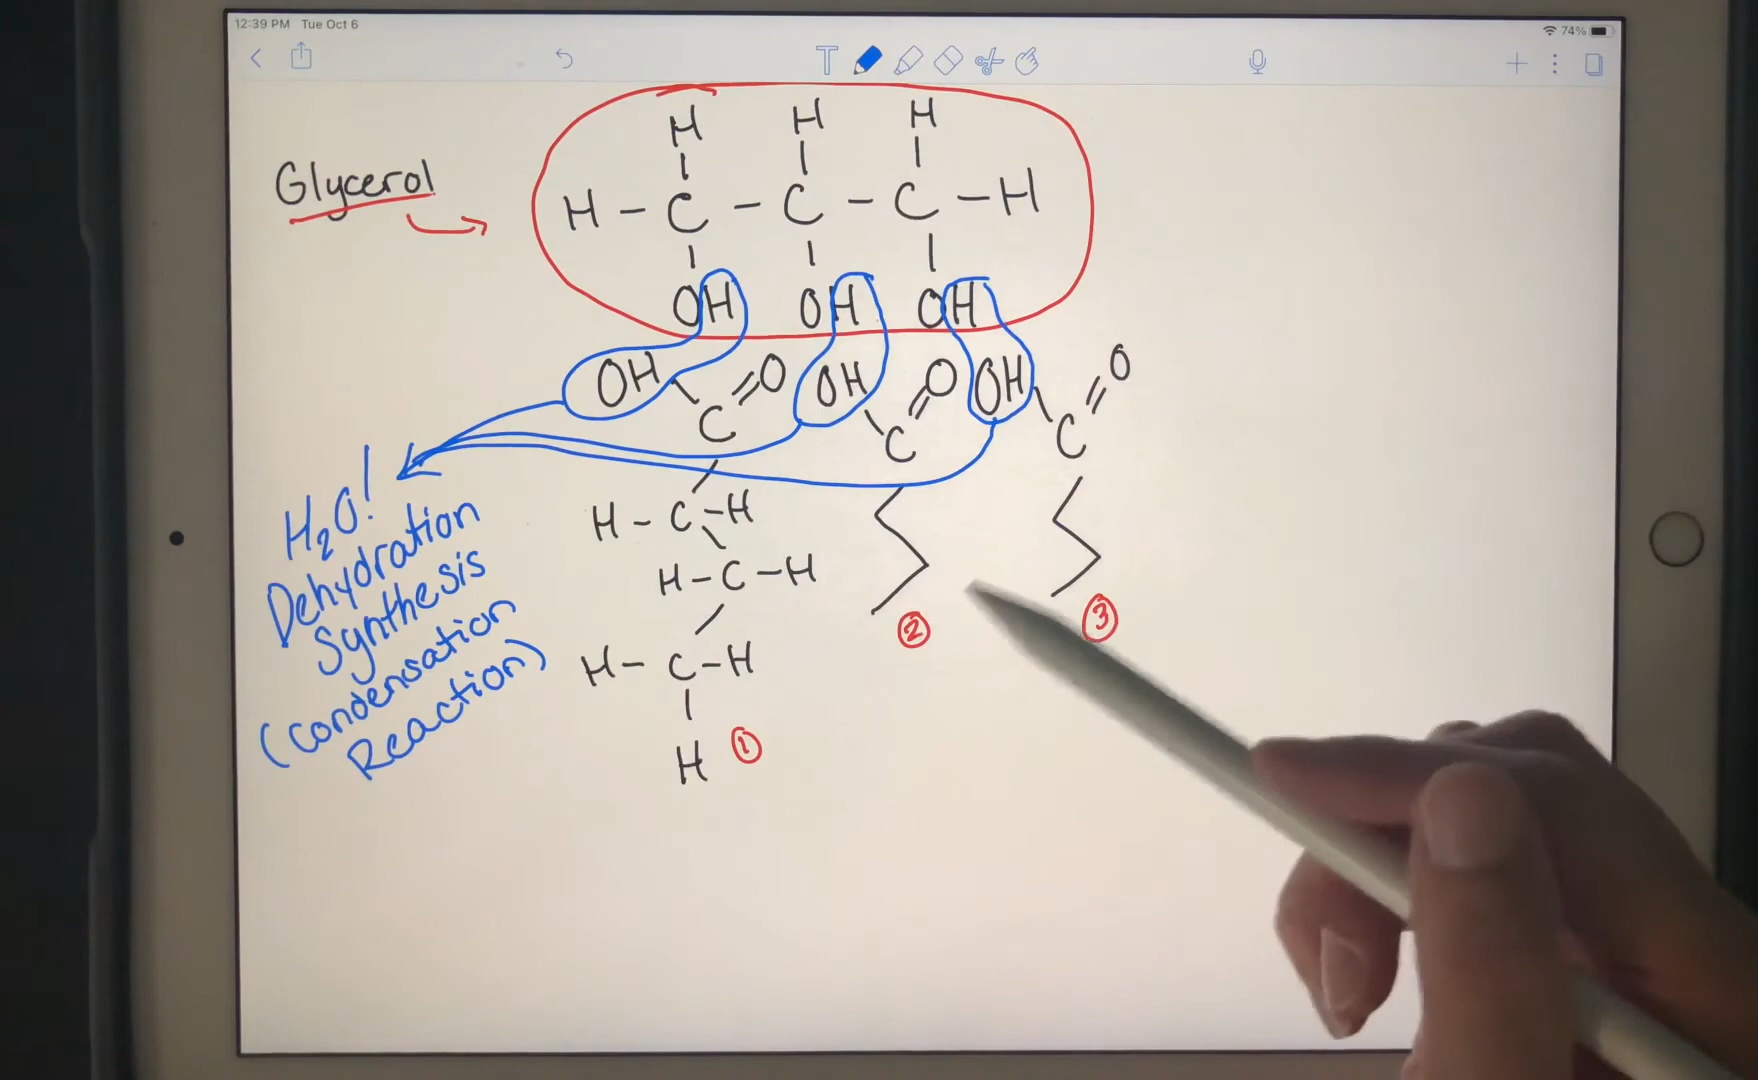 12:39 PM Tue Oct 6
74%
T
H H H
Glycerol
H - C - C - C - H
OH OH OH
OH O OH O OH O
C C C
H - C - H
H - C - H
H - C - H
H
1
2
3
H₂O!
Dehydration
Synthesis
(Condensation
Reaction)